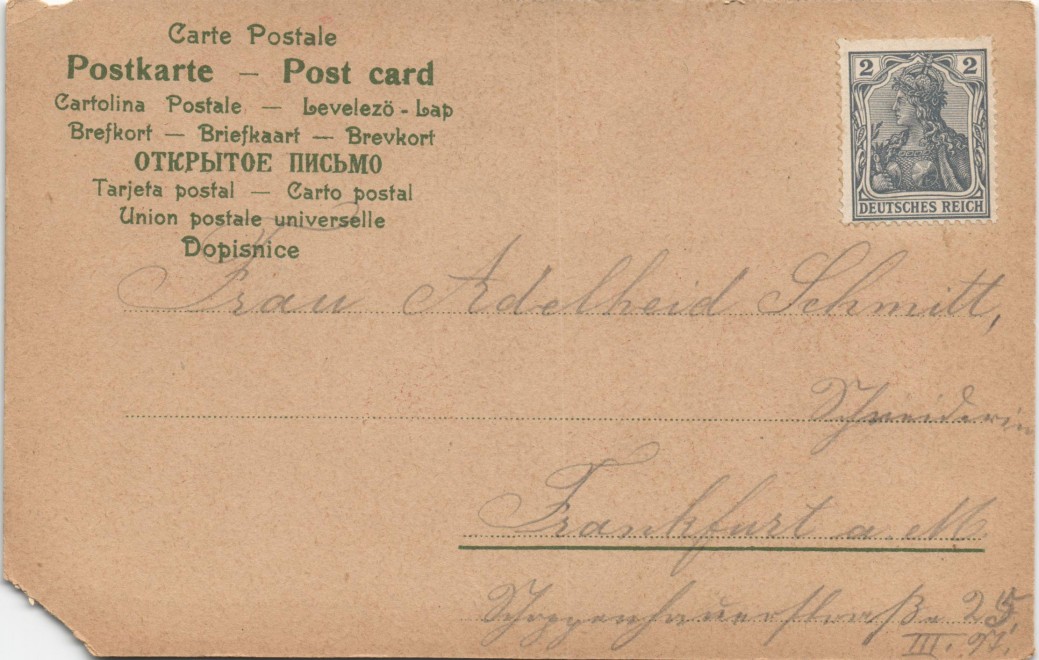 Carte Postale
Postkarte — Post card
Cartolina Postale — Levelezö-Lap
Brefkort — Briefkaart — Brevkort
ОТКРЫТОЕ ПИСЬМО
Tarjeta postal — Carto postal
Union postale universelle
Dopisnice
2 2
DEUTSCHES REICH
Frau Adelheid Schmitt,
Schneiderin
Frankfurt a. M.
Schoppenhauerstraße 25,
III.